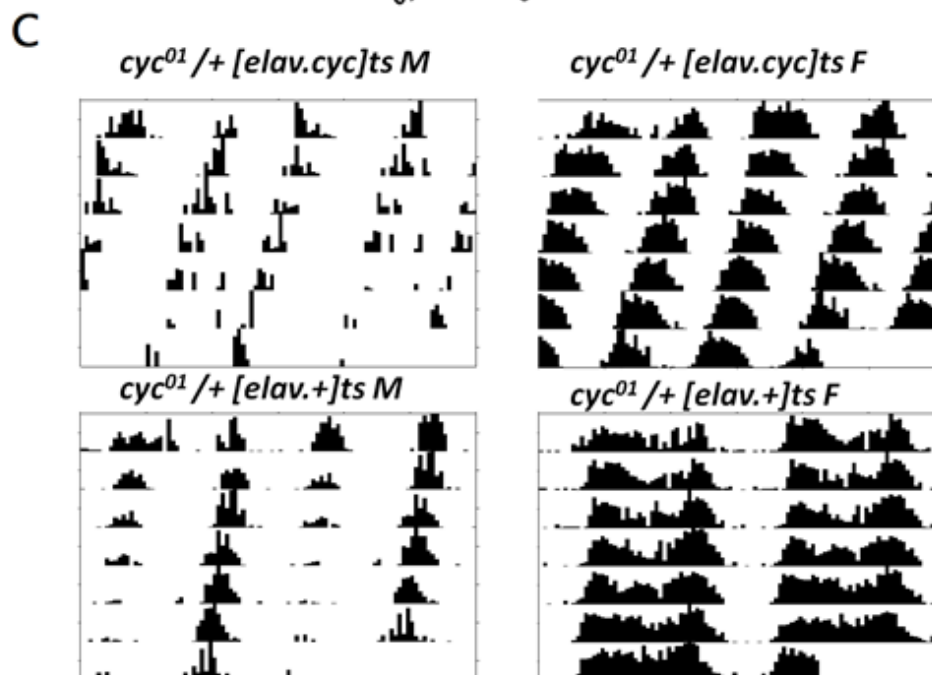 C
cyc01 /+ [elav.cyc]ts M
cyc01 /+ [elav.cyc]ts F
cyc01 /+ [elav.+]ts M
cyc01 /+ [elav.+]ts F